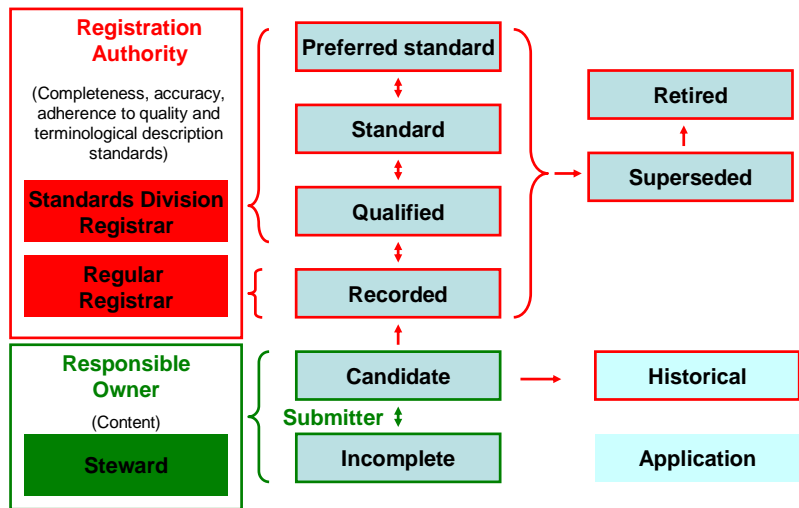 Registration
Authority
(Completeness, accuracy,
adherence to quality and
terminological description
standards)
Standards Division
Registrar
Regular
Registrar
Responsible
Owner
(Content)
Steward
Preferred standard
Standard
Qualified
Recorded
Candidate
Submitter
Incomplete
Retired
Superseded
Historical
Application